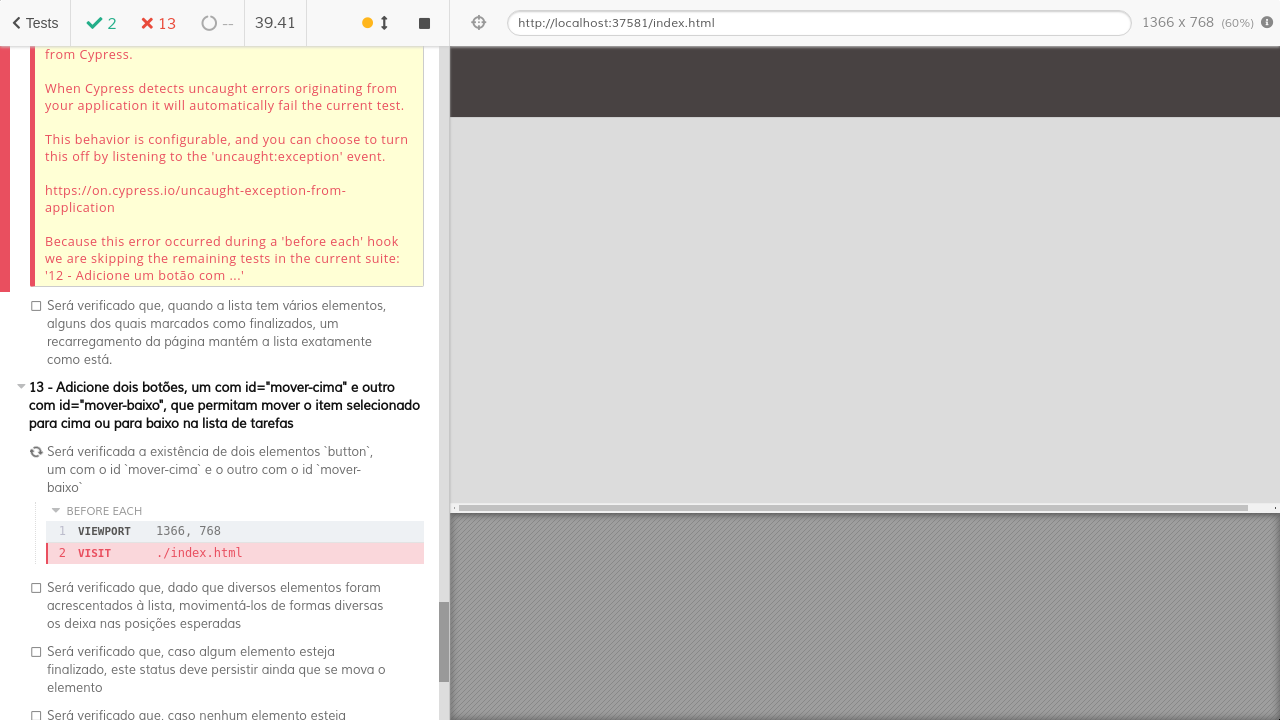 Tests 2 13 -- 39.41 http://localhost:37581/index.html 1366 x 768 (60%)
from Cypress.
When Cypress detects uncaught errors originating from
your application it will automatically fail the current test.
This behavior is configurable, and you can choose to turn
this off by listening to the 'uncaught:exception' event.
https://on.cypress.io/uncaught-exception-from-
application
Because this error occurred during a 'before each' hook
we are skipping the remaining tests in the current suite:
'12 - Adicione um botão com ...'
Será verificado que, quando a lista tem vários elementos,
alguns dos quais marcados como finalizados, um
recarregamento da página mantém a lista exatamente
como está.
13 - Adicione dois botões, um com id="mover-cima" e outro
com id="mover-baixo", que permitam mover o item selecionado
para cima ou para baixo na lista de tarefas
Será verificada a existência de dois elementos `button`,
um com o id `mover-cima` e o outro com o id `mover-
baixo`
BEFORE EACH
1 VIEWPORT 1366, 768
2 VISIT ./index.html
Será verificado que, dado que diversos elementos foram
acrescentados à lista, movimentá-los de formas diversas
os deixa nas posições esperadas
Será verificado que, caso algum elemento esteja
finalizado, este status deve persistir ainda que se mova o
elemento
Será verificado que, caso nenhum elemento esteja